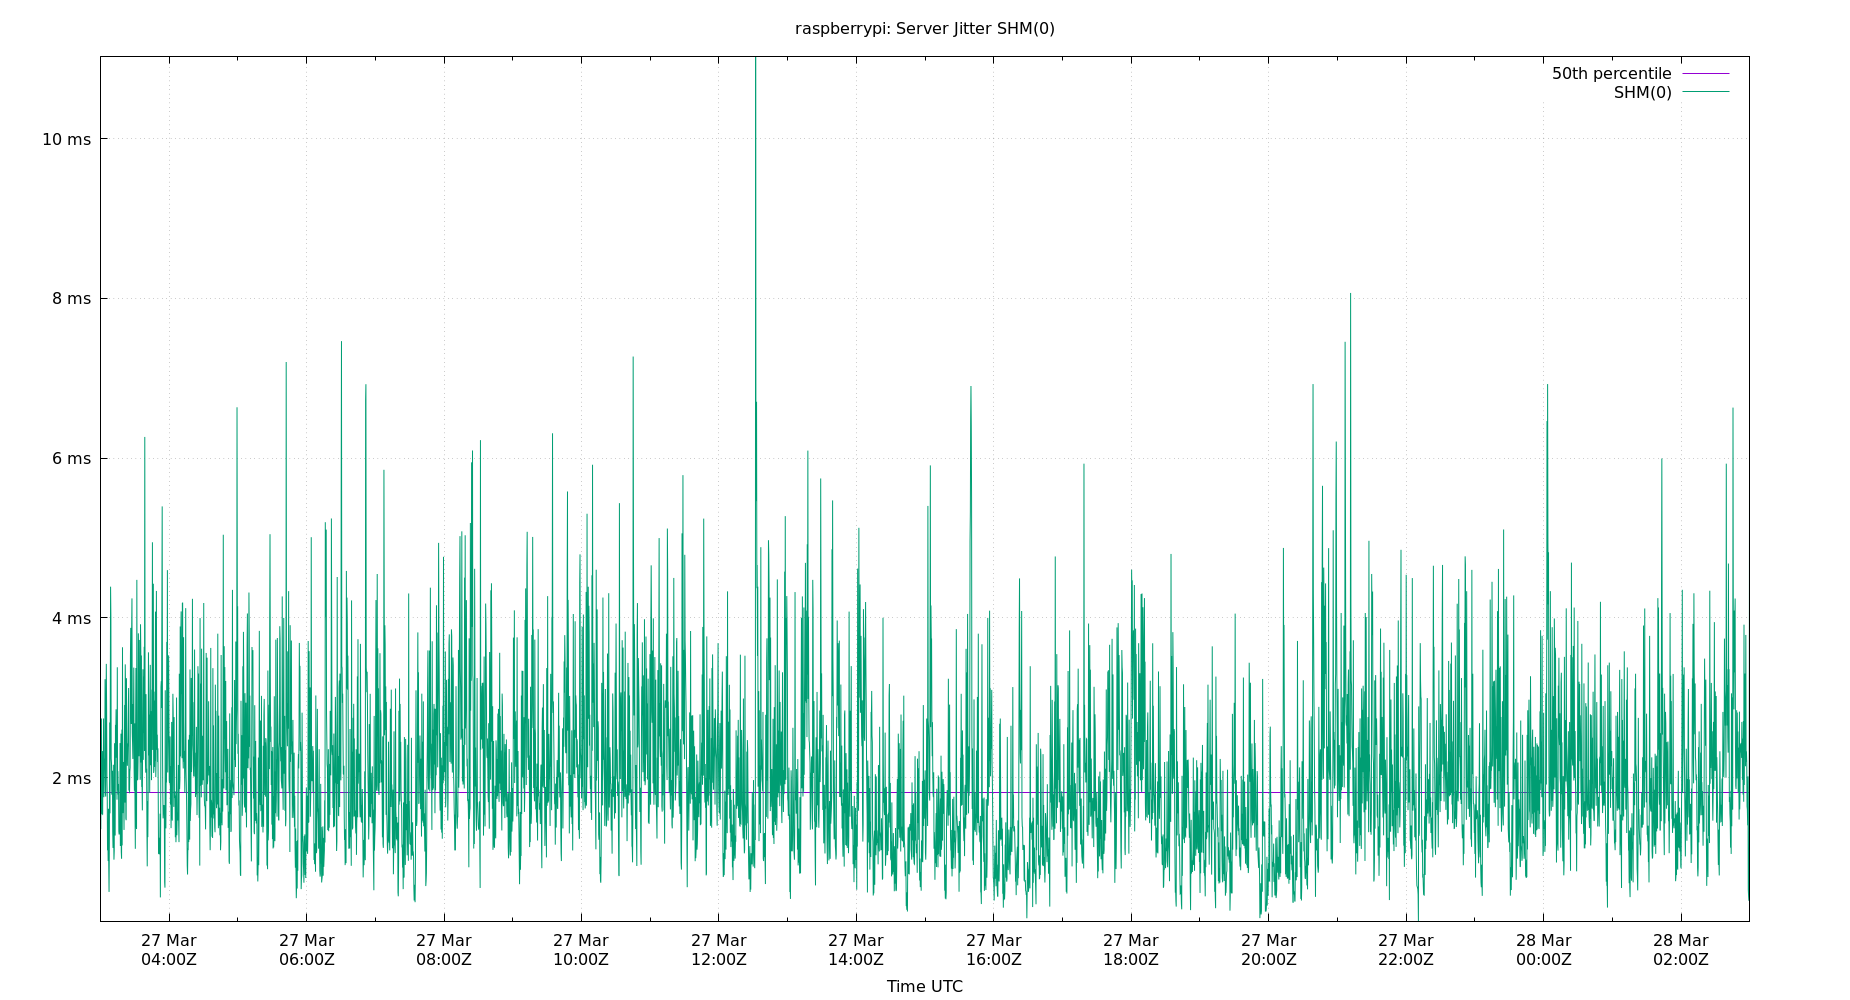 raspberrypi: Server Jitter SHM(0)
50th percentile
SHM(0)
10 ms
8 ms
6 ms
4 ms
2 ms
27 Mar 27 Mar 27 Mar 27 Mar 27 Mar 27 Mar 27 Mar 27 Mar 27 Mar 27 Mar 28 Mar 28 Mar
04:00Z 06:00Z 08:00Z 10:00Z 12:00Z 14:00Z 16:00Z 18:00Z 20:00Z 22:00Z 00:00Z 02:00Z
Time UTC